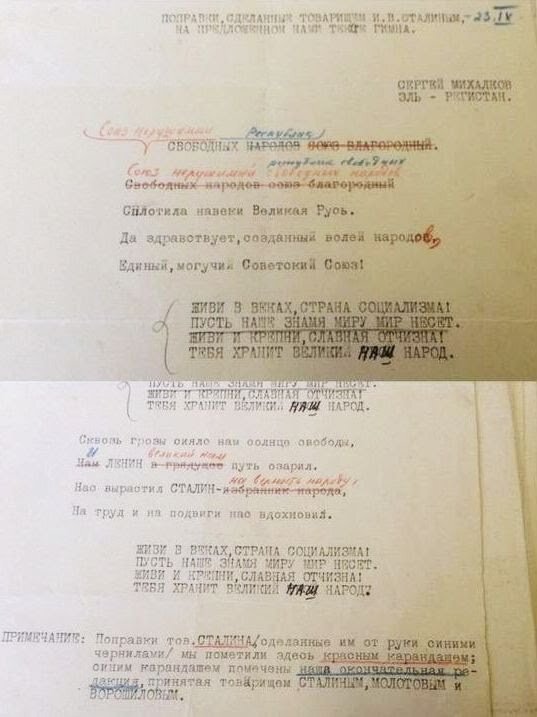 ПОПРАВКИ, СДЕЛАННЫЕ ТОВАРИЩЕМ И.В.СТАЛИНЫМ, - 23.IX
НА ПРЕДЛОЖЕННОМ НАМИ ТЕКСТЕ ГИМНА.
СЕРГЕЙ МИХАЛКОВ
ЭЛЬ - РЕГИСТАН.
Союз нерушимый Республик
СВОБОДНЫХ НАРОДОВ СОЮЗ БЛАГОРОДНЫЙ.
республик свободных
Союз нерушимый свободных народов
Свободных народов союз благородный
Сплотила навеки Великая Русь.
Да здравствует, созданный волей народов,
Единый, могучий Советский Союз!
ЖИВИ В ВЕКАХ, СТРАНА СОЦИАЛИЗМА!
ПУСТЬ НАШЕ ЗНАМЯ МИРУ МИР НЕСЕТ.
ЖИВИ И КРЕПНИ, СЛАВНАЯ ОТЧИЗНА!
ТЕБЯ ХРАНИТ ВЕЛИКИЙ НАШ НАРОД.
ПУСТЬ НАШЕ ЗНАМЯ МИРУ МИР НЕСЕТ.
ЖИВИ И КРЕПНИ, СЛАВНАЯ ОТЧИЗНА!
ТЕБЯ ХРАНИТ ВЕЛИКИЙ НАШ НАРОД.
Сквозь грозы сияло нам солнце свободы,
И великий нам
Нам ЛЕНИН в грядущее путь озарил.
на верность народу,
Нас вырастил СТАЛИН-избранник народа,
На труд и на подвиги нас вдохновил.
ЖИВИ В ВЕКАХ, СТРАНА СОЦИАЛИЗМА!
ПУСТЬ НАШЕ ЗНАМЯ МИРУ МИР НЕСЕТ.
ЖИВИ И КРЕПНИ, СЛАВНАЯ ОТЧИЗНА!
ТЕБЯ ХРАНИТ ВЕЛИКИЙ НАШ НАРОД.
ПРИМЕЧАНИЕ: Поправки тов.СТАЛИНА/сделанные им от руки синими
чернилами/ мы пометили здесь красным карандашем;
синим карандашем помечены наша окончательная ре-
дакция, принятая товарищем СТАЛИНЫМ, МОЛОТОВЫМ и
ВОРОШИЛОВЫМ.